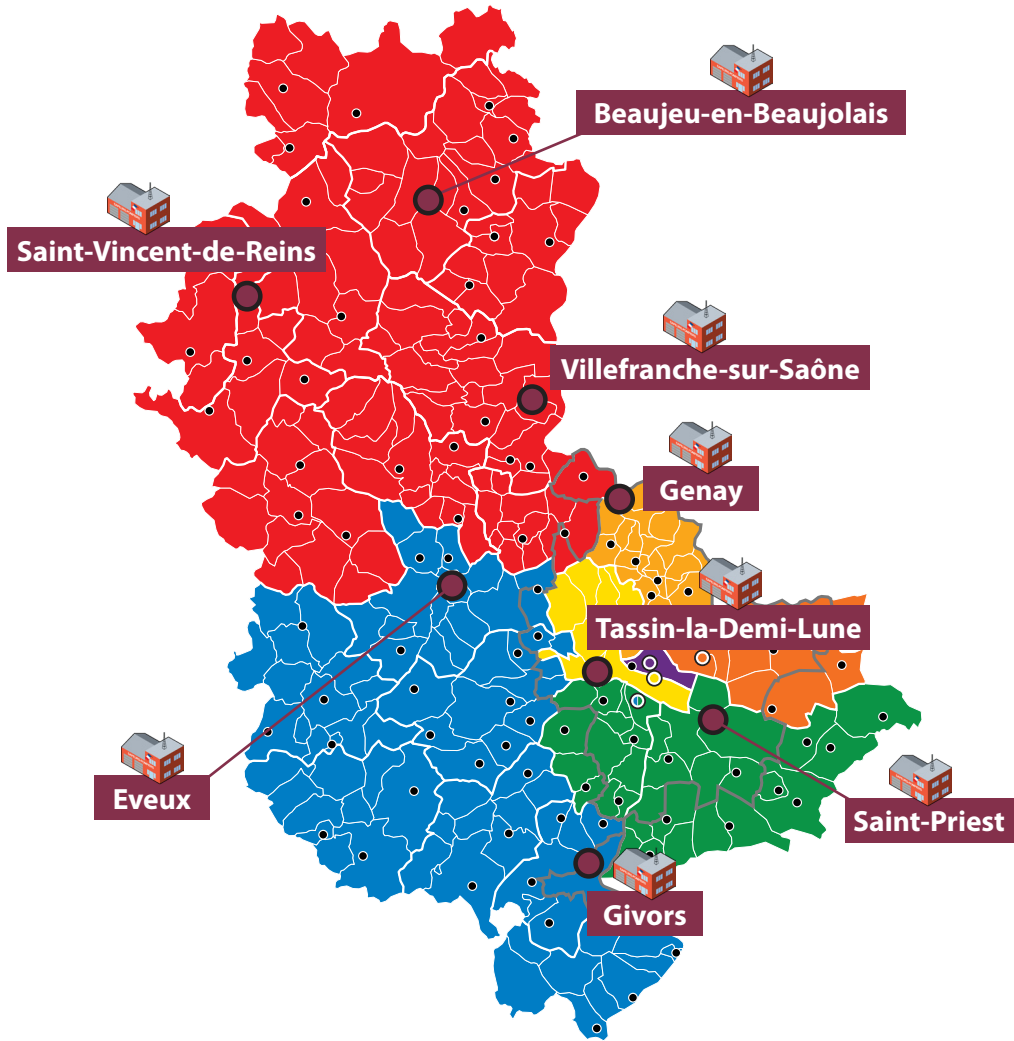 Beaujeu-en-Beaujolais
Saint-Vincent-de-Reins
Villefranche-sur-Saône
Genay
Tassin-la-Demi-Lune
Eveux
Saint-Priest
Givors